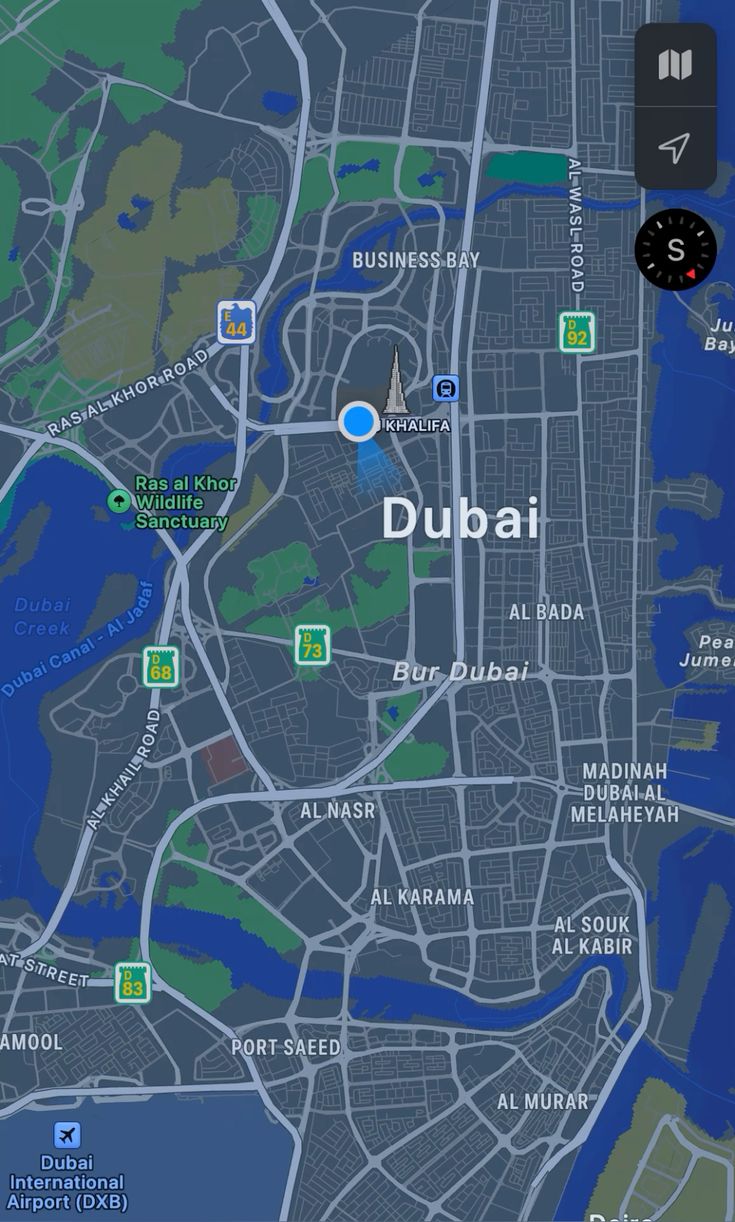 AL WASL ROAD
S
BUSINESS BAY
E
44
D
92
Ju
Bay
RAS AL KHOR ROAD
KHALIFA
Ras al Khor
Wildlife
Sanctuary
Dubai
Dubai
Creek
Dubai Canal - Al Jadaf
AL BADA
D
73
D
68
Bur Dubai
Pea
Jume
AL KHAIL ROAD
MADINAH
DUBAI AL
MELAHEYAH
AL NASR
AL KARAMA
AL SOUK
AL KABIR
AT STREET
D
83
AMOOL
PORT SAEED
AL MURAR
Dubai
International
Airport (DXB)